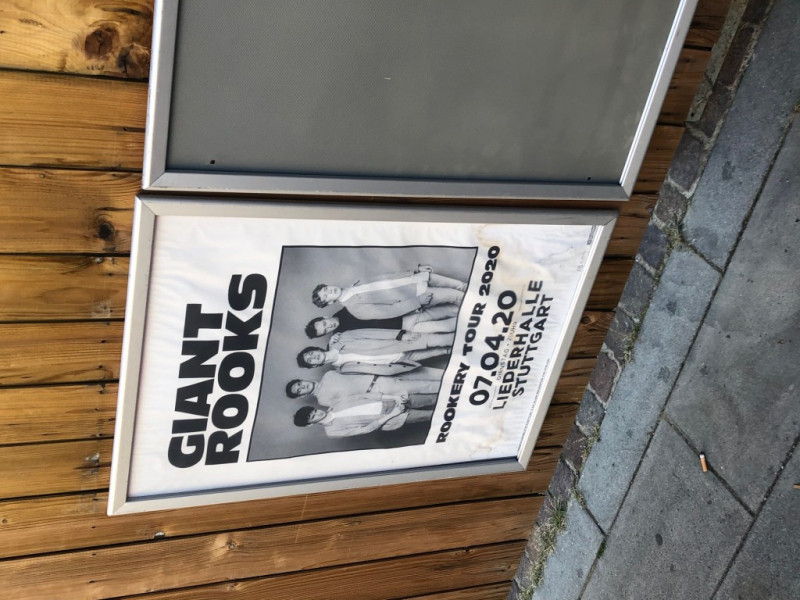 GIANT
ROOKS
ROOKERY TOUR 2020
07.04.20
LIEDERHALLE
STUTTGART